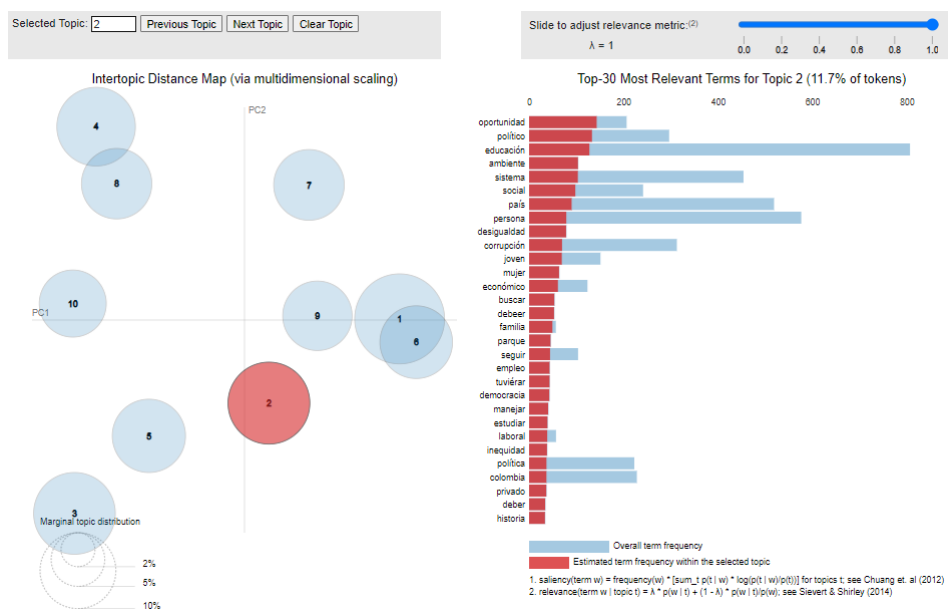 Selected Topic: 2 Previous Topic Next Topic Clear Topic
Slide to adjust relevance metric:(2)
λ = 1
0.0 0.2 0.4 0.6 0.8 1.0
Intertopic Distance Map (via multidimensional scaling)
PC2
PC1
4
8
7
10
9
1
6
2
5
3
Marginal topic distribution
2%
5%
10%
Top-30 Most Relevant Terms for Topic 2 (11.7% of tokens)
0 200 400 600 800
oportunidad
político
educación
ambiente
sistema
social
país
persona
desigualdad
corrupción
joven
mujer
económico
buscar
debeer
familia
parque
seguir
empleo
tuviérar
democracia
manejar
estudiar
laboral
inequidad
política
colombia
privado
deber
historia
Overall term frequency
Estimated term frequency within the selected topic
1. saliency(term w) = frequency(w) * [sum_t p(t | w) * log(p(t | w)/p(t))] for topics t; see Chuang et. al (2012)
2. relevance(term w | topic t) = λ * p(w | t) + (1 - λ) * p(w | t)/p(w); see Sievert & Shirley (2014)